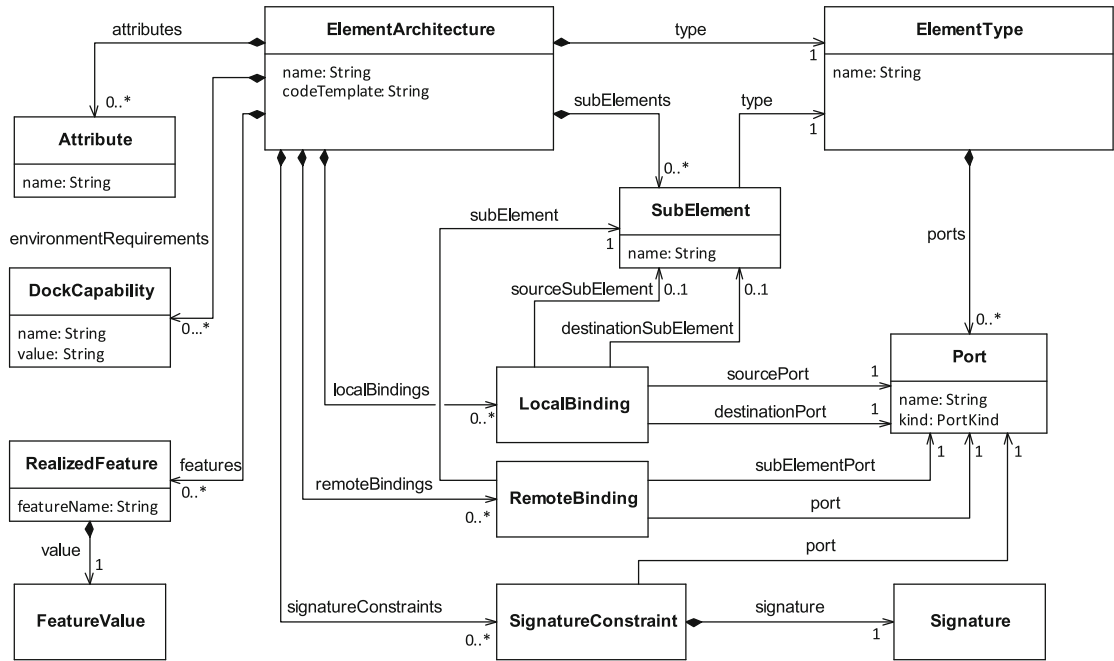 attributes
ElementArchitecture
type
ElementType
name: String
codeTemplate: String
1
name: String
0..*
subElements
type
1
Attribute
name: String
0..*
subElement
SubElement
1
name: String
ports
environmentRequirements
DockCapability
name: String
value: String
0...*
sourceSubElement
0..1
0..1
destinationSubElement
0..*
Port
name: String
kind: PortKind
localBindings
0..*
LocalBinding
sourcePort
1
destinationPort
1
RealizedFeature
featureName: String
features
0..*
remoteBindings
0..*
RemoteBinding
subElementPort
1
1
1
port
value
1
port
FeatureValue
signatureConstraints
0..*
SignatureConstraint
signature
1
Signature